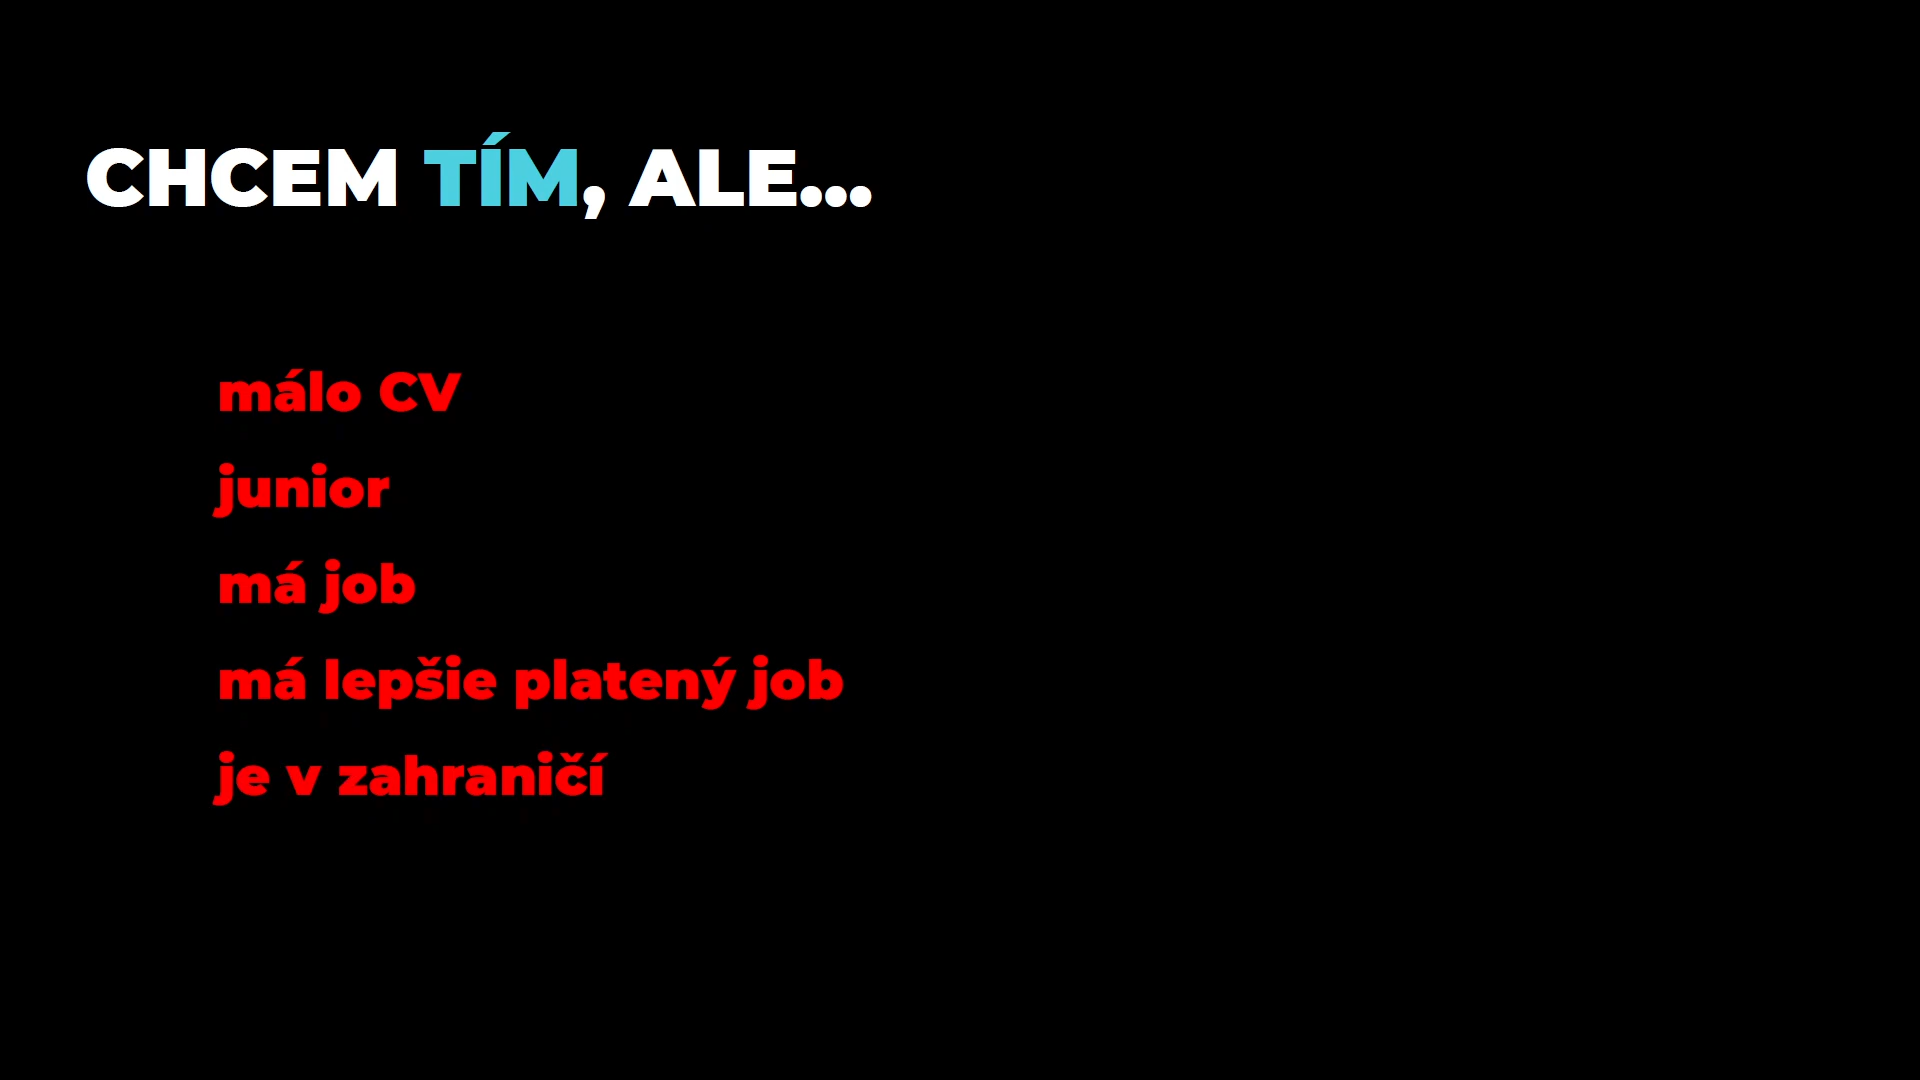 CHCEM TÍM, ALE...
málo CV
junior
má job
má lepšie platený job
je v zahraničí